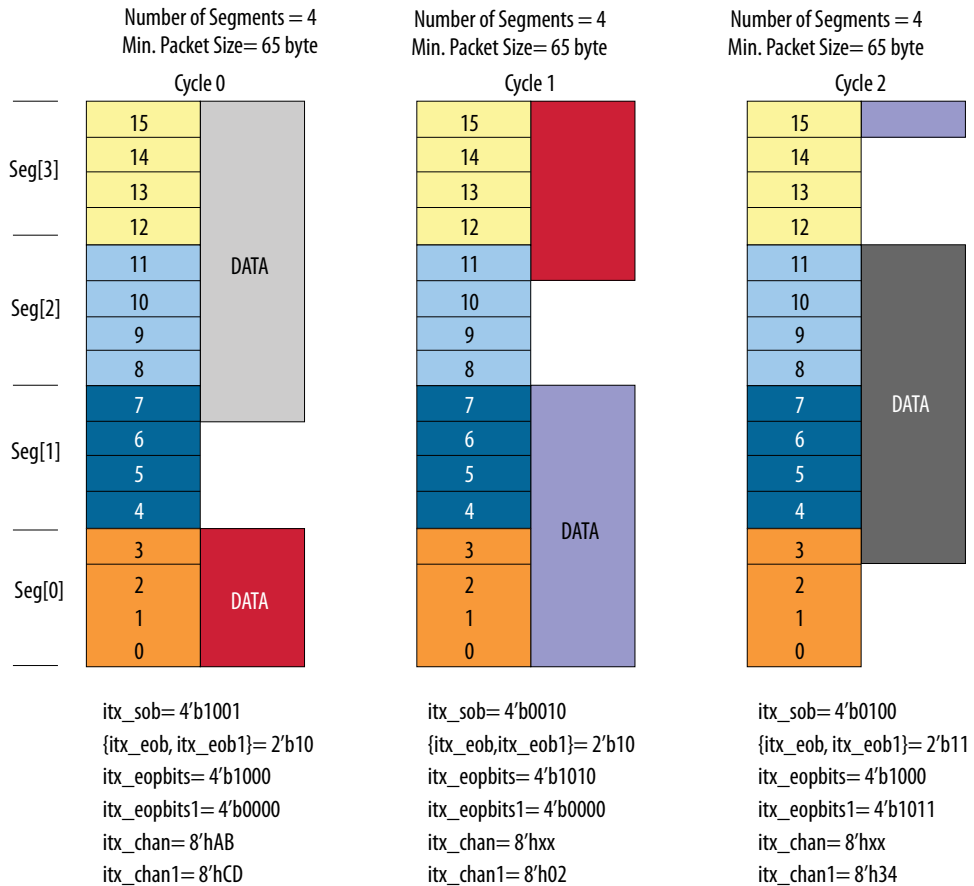 Number of Segments = 4
Min. Packet Size= 65 byte
Cycle 0
Seg[3]
Seg[2]
Seg[1]
Seg[0]
15
14
13
12
11
10
9
8
7
6
5
4
3
2
1
0
DATA
DATA
itx_sob= 4’b1001
{itx_eob, itx_eob1}= 2’b10
itx_eopbits= 4’b1000
itx_eopbits1= 4’b0000
itx_chan= 8’hAB
itx_chan1= 8’hCD
Number of Segments = 4
Min. Packet Size= 65 byte
Cycle 1
15
14
13
12
11
10
9
8
7
6
5
4
3
2
1
0
DATA
itx_sob= 4’b0010
{itx_eob,itx_eob1}= 2’b10
itx_eopbits= 4’b1010
itx_eopbits1= 4’b0000
itx_chan= 8’hxx
itx_chan1= 8’h02
Number of Segments = 4
Min. Packet Size= 65 byte
Cycle 2
15
14
13
12
11
10
9
8
7
6
5
4
3
2
1
0
DATA
itx_sob= 4’b0100
{itx_eob, itx_eob1}= 2’b11
itx_eopbits= 4’b1000
itx_eopbits1= 4’b1011
itx_chan= 8’hxx
itx_chan1= 8’h34